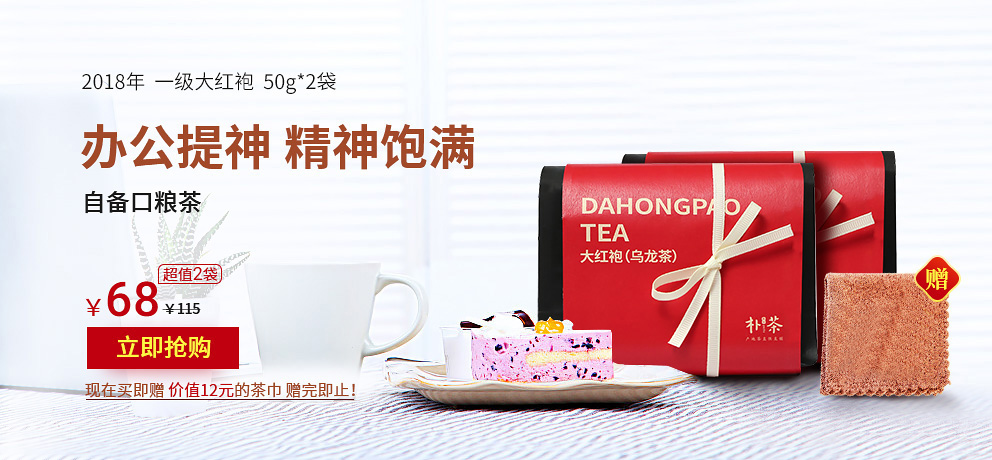 2018年 一级大红袍 50g*2袋
办公提神 精神饱满
自备口粮茶
超值2袋
￥68 ￥115
立即抢购
现在买即赠 价值12元的茶巾 赠完即止！
DAHONGPAO
TEA
大红袍（乌龙茶）
朴茶
赠